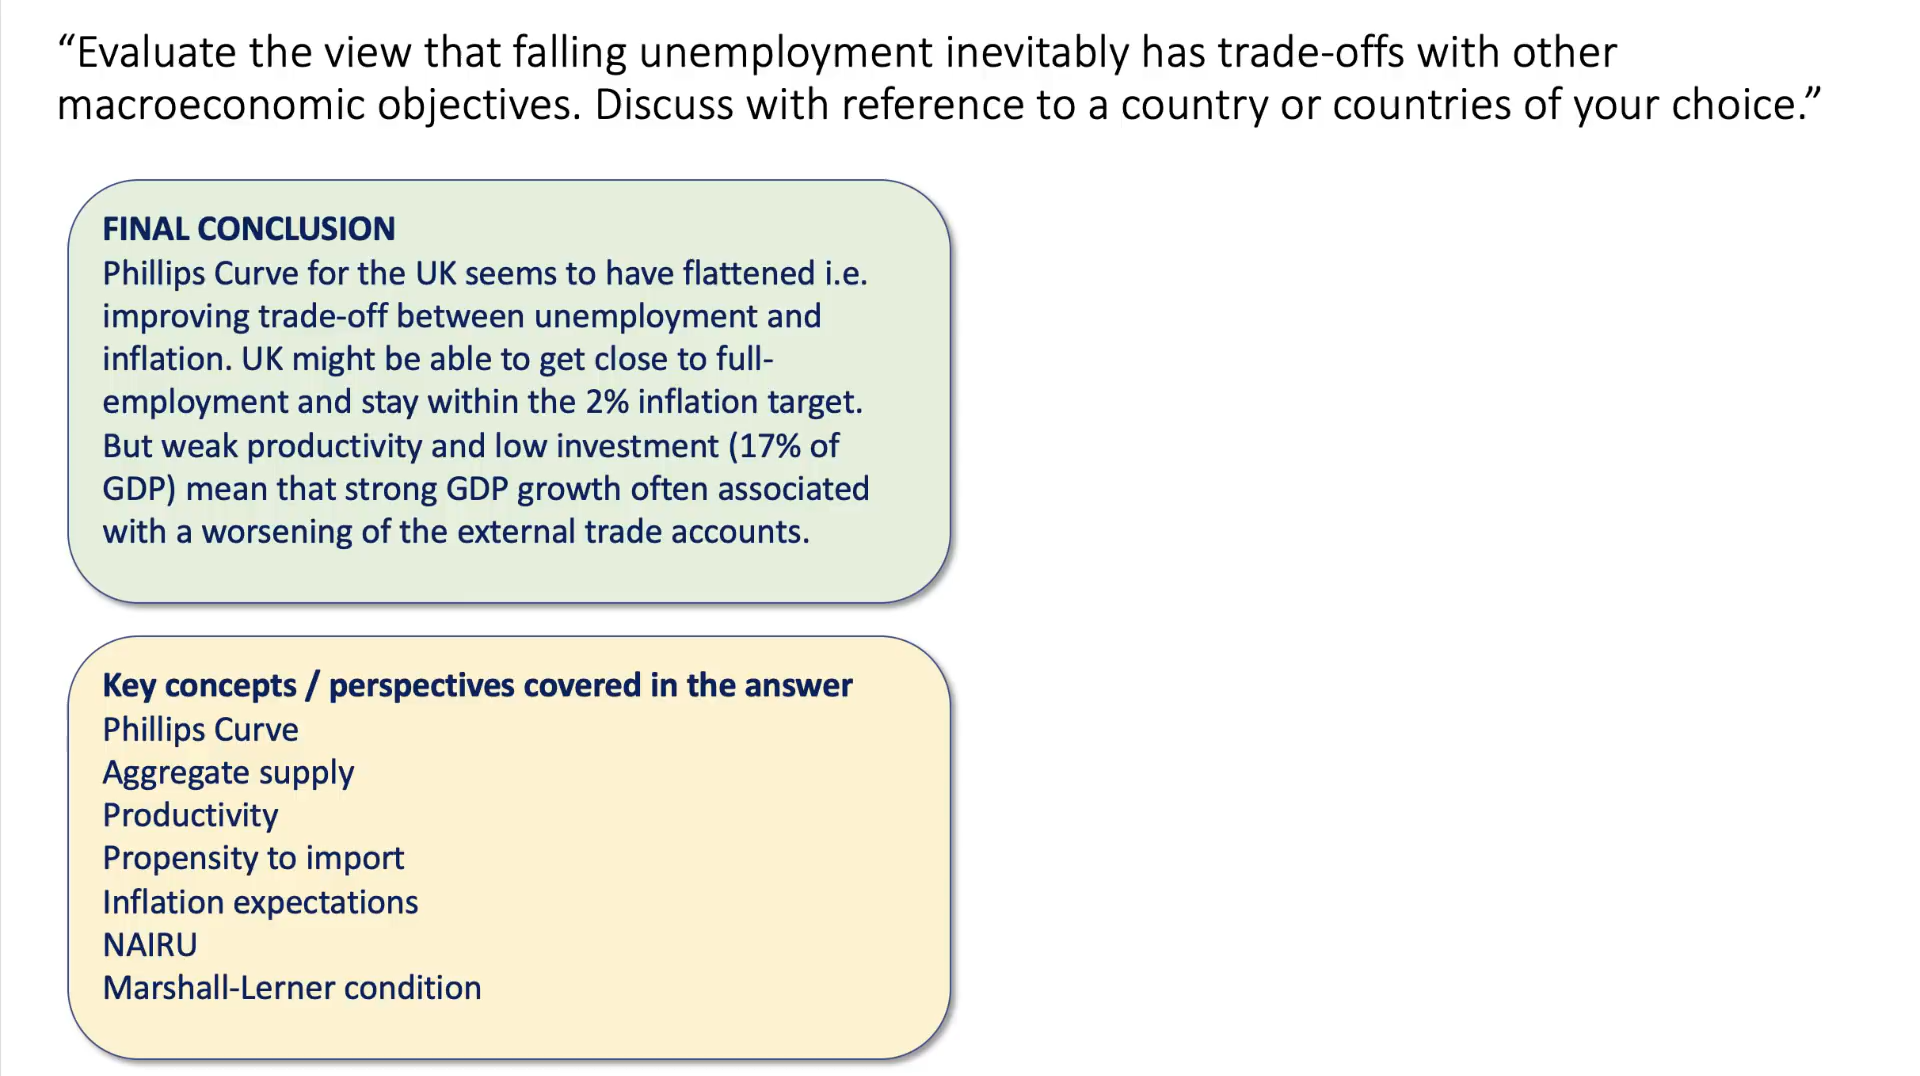 “Evaluate the view that falling unemployment inevitably has trade-offs with other
macroeconomic objectives. Discuss with reference to a country or countries of your choice.”
FINAL CONCLUSION
Phillips Curve for the UK seems to have flattened i.e.
improving trade-off between unemployment and
inflation. UK might be able to get close to full-
employment and stay within the 2% inflation target.
But weak productivity and low investment (17% of
GDP) mean that strong GDP growth often associated
with a worsening of the external trade accounts.
Key concepts / perspectives covered in the answer
Phillips Curve
Aggregate supply
Productivity
Propensity to import
Inflation expectations
NAIRU
Marshall-Lerner condition